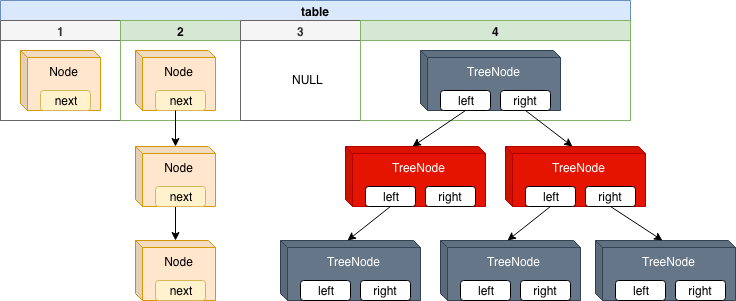 table
1 2 3 4
Node Node NULL TreeNode
next next left right
Node TreeNode TreeNode
next left right left right
Node TreeNode TreeNode TreeNode
next left right left right left right